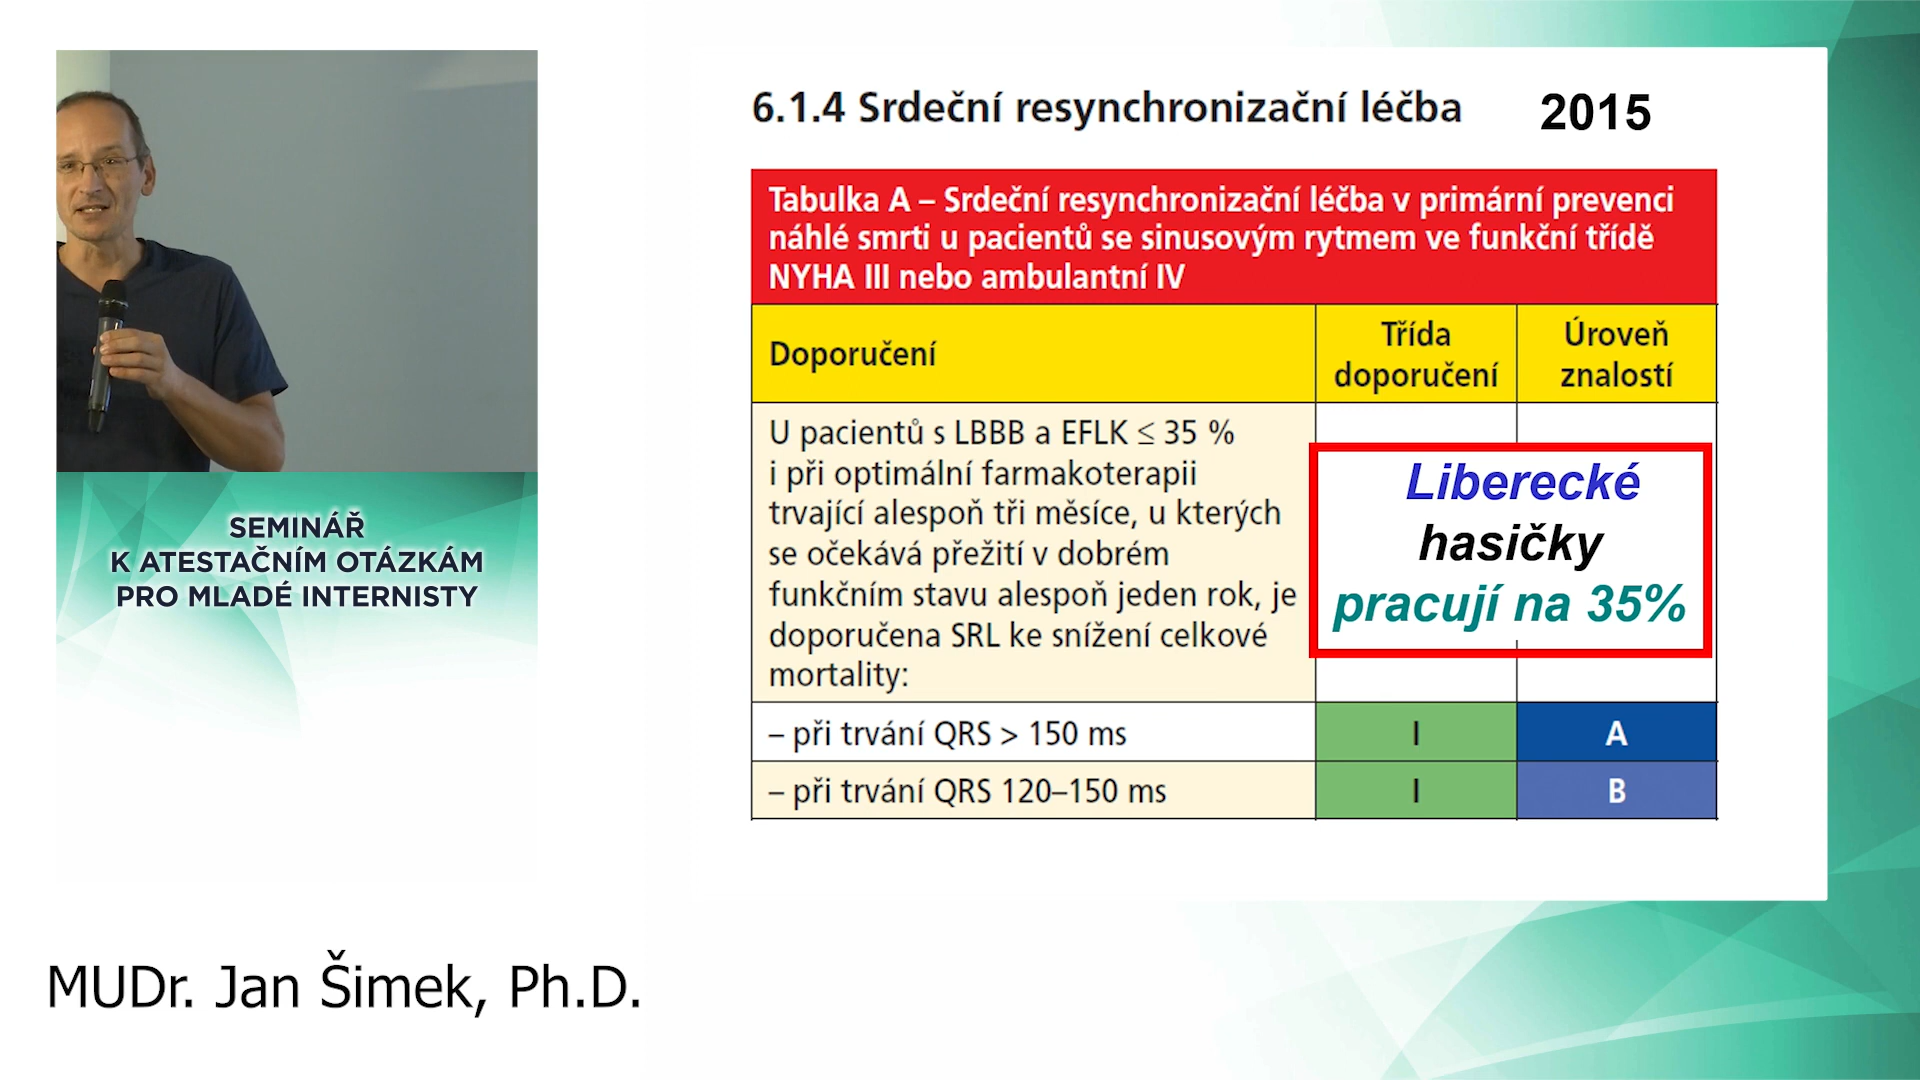 SEMINÁŘ
K ATESTAČNÍM OTÁZKÁM
PRO MLADÉ INTERNISTY
MUDr. Jan Šimek, Ph.D.
6.1.4 Srdeční resynchronizační léčba 2015
Tabulka A – Srdeční resynchronizační léčba v primární prevenci
náhlé smrti u pacientů se sinusovým rytmem ve funkční třídě
NYHA III nebo ambulantní IV
Doporučení
Třída
doporučení
Úroveň
znalostí
U pacientů s LBBB a EFLK ≤ 35 %
i při optimální farmakoterapii
trvající alespoň tři měsíce, u kterých
se očekává přežití v dobrém
funkčním stavu alespoň jeden rok, je
doporučena SRL ke snížení celkové
mortality:
Liberecké
hasičky
pracují na 35%
– při trvání QRS > 150 ms I A
– při trvání QRS 120–150 ms I B